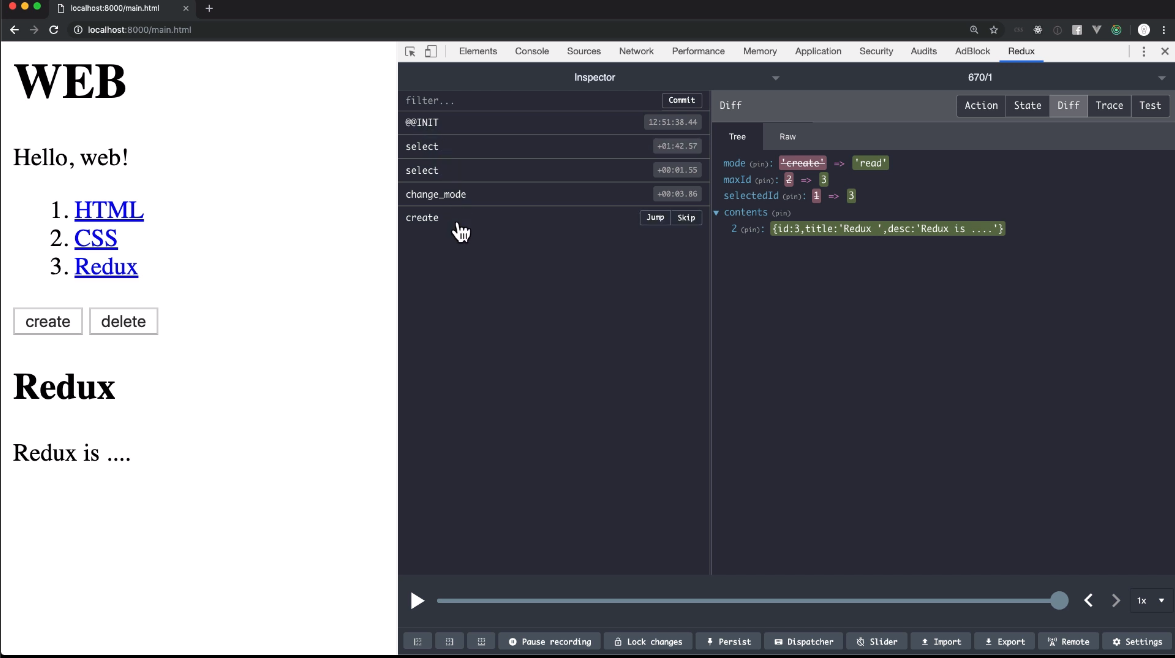 localhost:8000/main.html
localhost:8000/main.html
WEB
Hello, web!
1. HTML
2. CSS
3. Redux
create delete
Redux
Redux is ....
Elements Console Sources Network Performance Memory Application Security Audits AdBlock Redux
Inspector 670/1
filter... Commit
@@INIT 12:51:38.44
select +01:42.57
select +00:01.55
change_mode +00:03.86
create Jump Skip
Diff Action State Diff Trace Test
Tree Raw
mode (pin): 'create' => 'read'
maxId (pin): 2 => 3
selectedId (pin): 1 => 3
contents (pin)
2 (pin): {id:3,title:'Redux ',desc:'Redux is ....'}
1x
Pause recording Lock changes Persist Dispatcher Slider Import Export Remote Settings